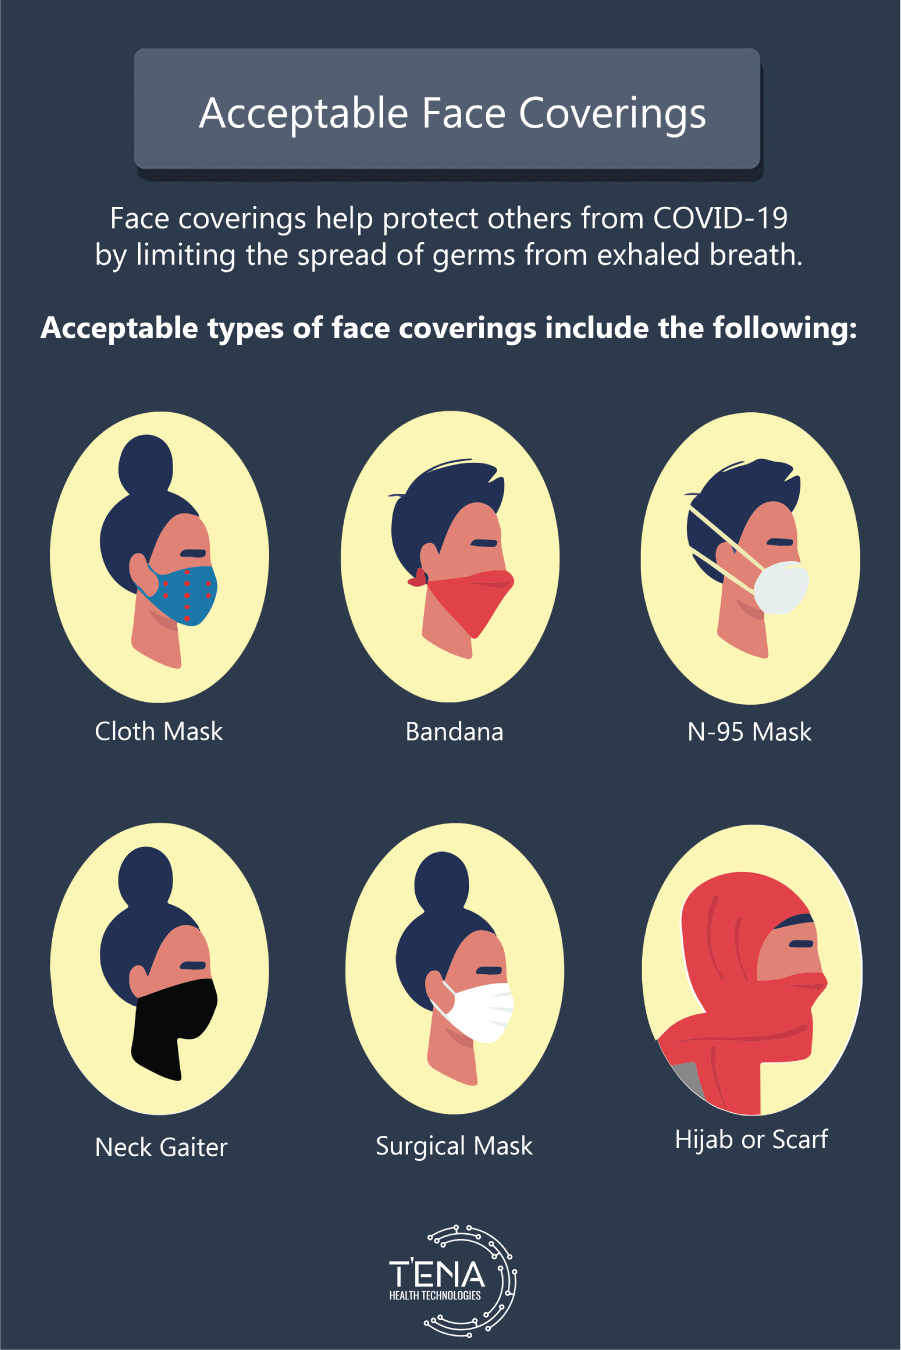 Acceptable Face Coverings
Face coverings help protect others from COVID-19
by limiting the spread of germs from exhaled breath.
Acceptable types of face coverings include the following:
Cloth Mask
Bandana
N-95 Mask
Neck Gaiter
Surgical Mask
Hijab or Scarf
T'ENA
HEALTH TECHNOLOGIES